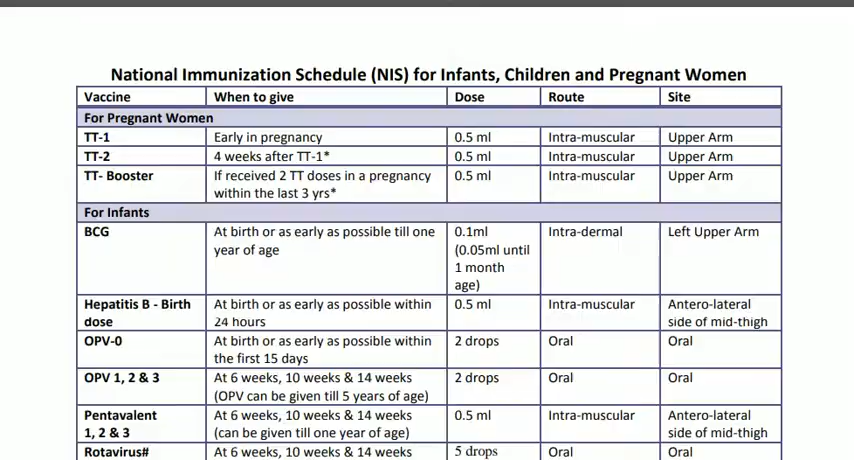 National Immunization Schedule (NIS) for Infants, Children and Pregnant Women
Vaccine When to give Dose Route Site
For Pregnant Women
TT-1 Early in pregnancy 0.5 ml Intra-muscular Upper Arm
TT-2 4 weeks after TT-1* 0.5 ml Intra-muscular Upper Arm
TT- Booster If received 2 TT doses in a pregnancy 0.5 ml Intra-muscular Upper Arm
within the last 3 yrs*
For Infants
BCG At birth or as early as possible till one 0.1ml Intra-dermal Left Upper Arm
year of age (0.05ml until
1 month
age)
Hepatitis B - Birth At birth or as early as possible within 0.5 ml Intra-muscular Antero-lateral
dose 24 hours side of mid-thigh
OPV-0 At birth or as early as possible within 2 drops Oral Oral
the first 15 days
OPV 1, 2 & 3 At 6 weeks, 10 weeks & 14 weeks 2 drops Oral Oral
(OPV can be given till 5 years of age)
Pentavalent At 6 weeks, 10 weeks & 14 weeks 0.5 ml Intra-muscular Antero-lateral
1, 2 & 3 (can be given till one year of age) side of mid-thigh
Rotavirus# At 6 weeks, 10 weeks & 14 weeks 5 drops Oral Oral